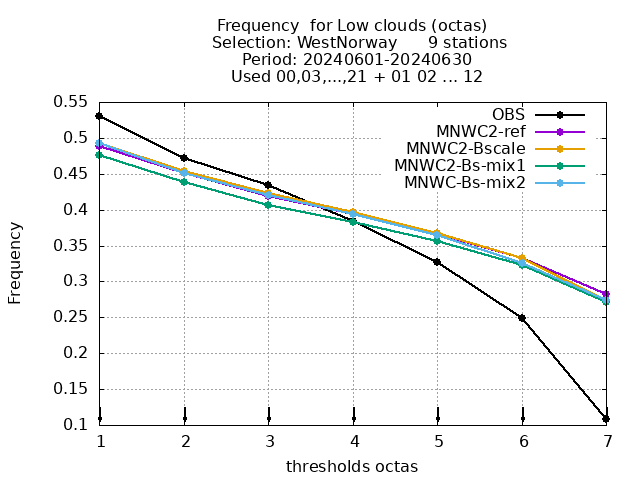 Frequency  for Low clouds (octas)
Selection: WestNorway      9 stations
Period: 20240601-20240630
Used 00,03,...,21 + 01 02 ... 12
OBS
MNWC2-ref
MNWC2-Bscale
MNWC2-Bs-mix1
MNWC-Bs-mix2
0.55
0.5
0.45
0.4
0.35
0.3
0.25
0.2
0.15
0.1
Frequency
1 2 3 4 5 6 7
thresholds octas